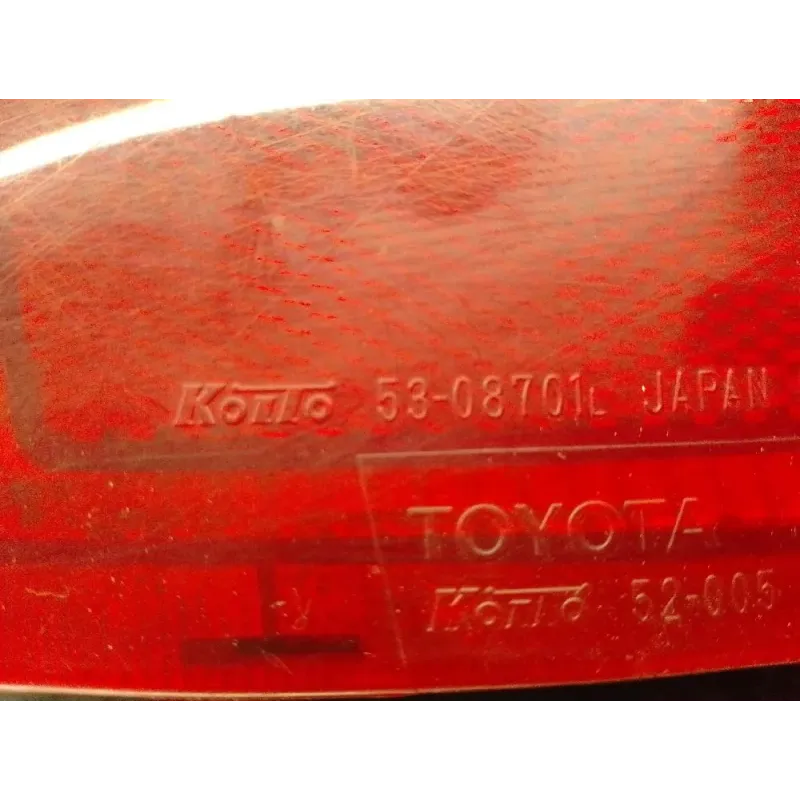 KOITO 53-08701L JAPAN
TOYOTA
KOITO 52-005